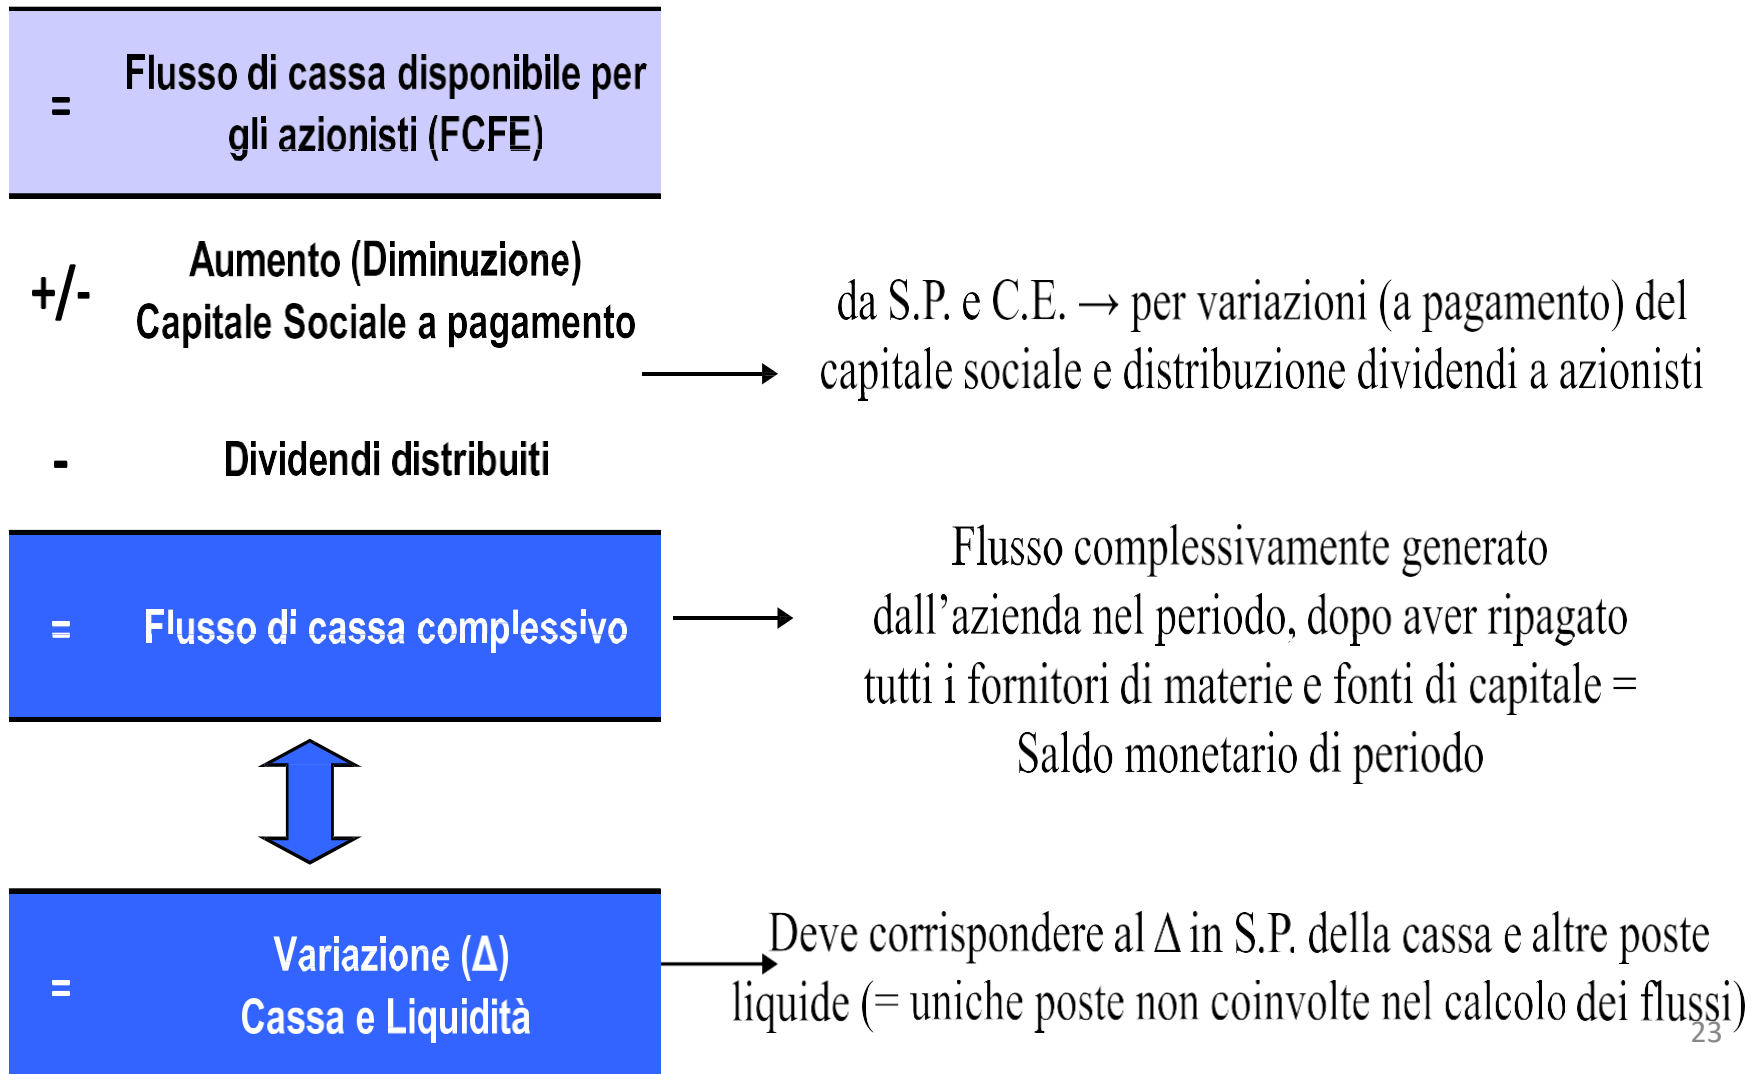 =
Flusso di cassa disponibile per
gli azionisti (FCFE)
+/-
Aumento (Diminuzione)
Capitale Sociale a pagamento
da S.P. e C.E. → per variazioni (a pagamento) del
capitale sociale e distribuzione dividendi a azionisti
-
Dividendi distribuiti
=
Flusso di cassa complessivo
Flusso complessivamente generato
dall’azienda nel periodo, dopo aver ripagato
tutti i fornitori di materie e fonti di capitale =
Saldo monetario di periodo
=
Variazione (Δ)
Cassa e Liquidità
Deve corrispondere al Δ in S.P. della cassa e altre poste
liquide (= uniche poste non coinvolte nel calcolo dei flussi)
23